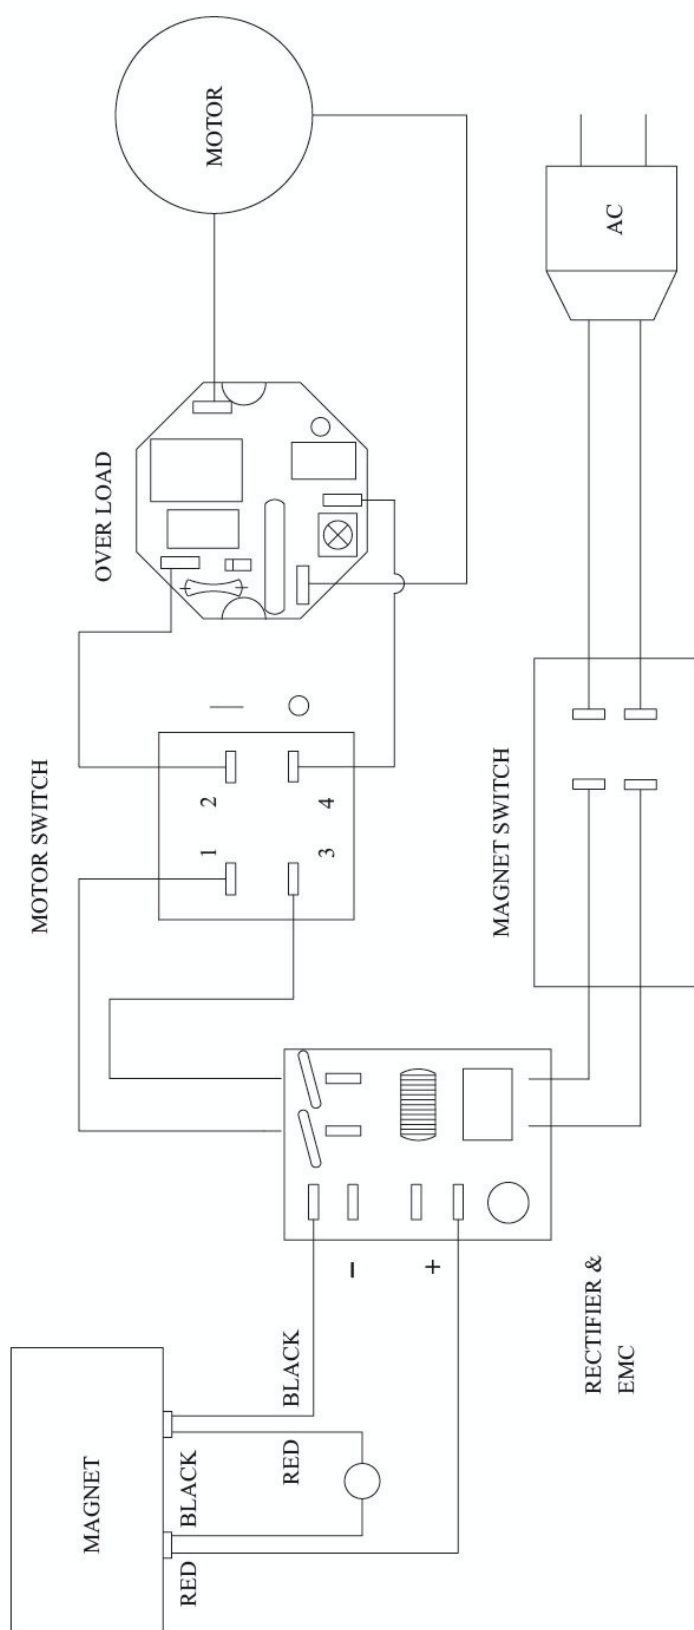 MOTOR
AC
OVER LOAD
MOTOR SWITCH
1
2
3
4
MAGNET SWITCH
MAGNET
BLACK
RED
BLACK
RED
−
+
RECTIFIER &
EMC